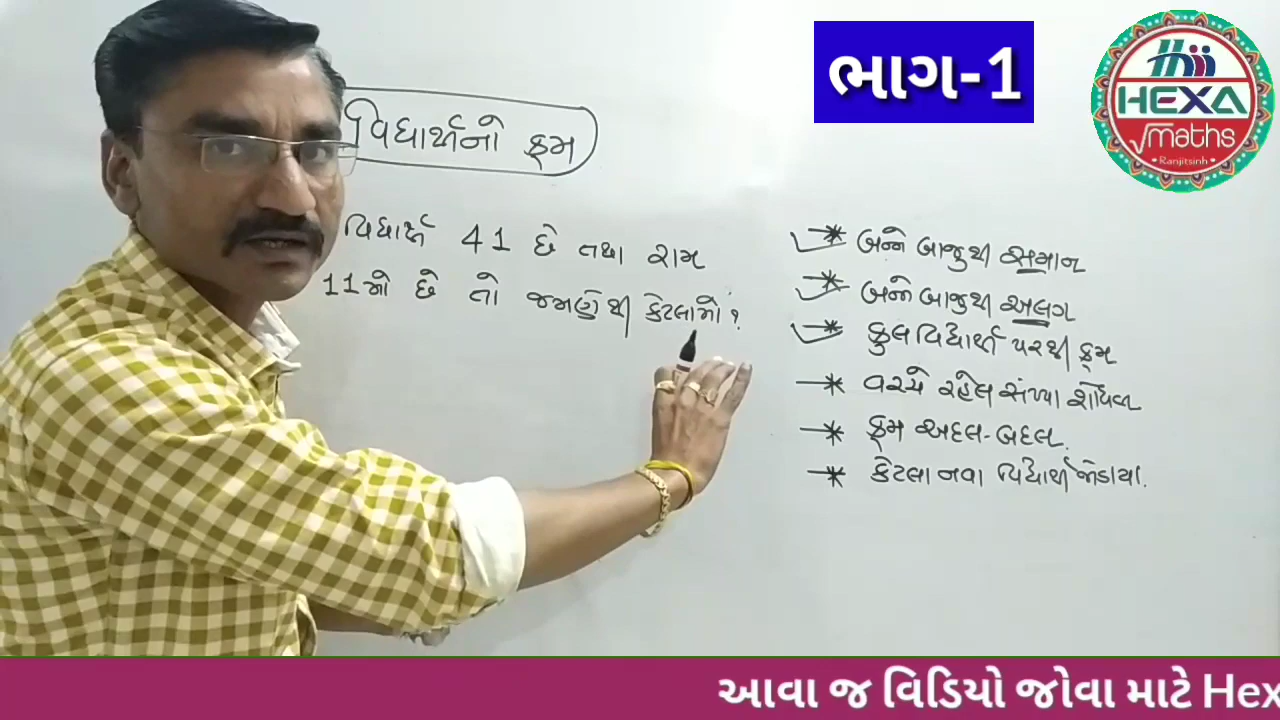 ભાગ-1
HEXA
maths
Ranjitsinh
વિદ્યાર્થીનો ક્રમ
વિદ્યાર્થી 41 છે તથા રામ
11મો છે તો જમણેથી કેટલામો?
* બન્ને બાજુથી સમાન
* બન્ને બાજુથી અલગ
* કુલ વિદ્યાર્થી પરથી ક્રમ
* વચ્ચે રહેલ સંખ્યા શોધવી
* ક્રમ અદલ-બદલ.
* કેટલા નવા વિદ્યાર્થી જોડાયા.
આવા જ વિડિયો જોવા માટે Hex